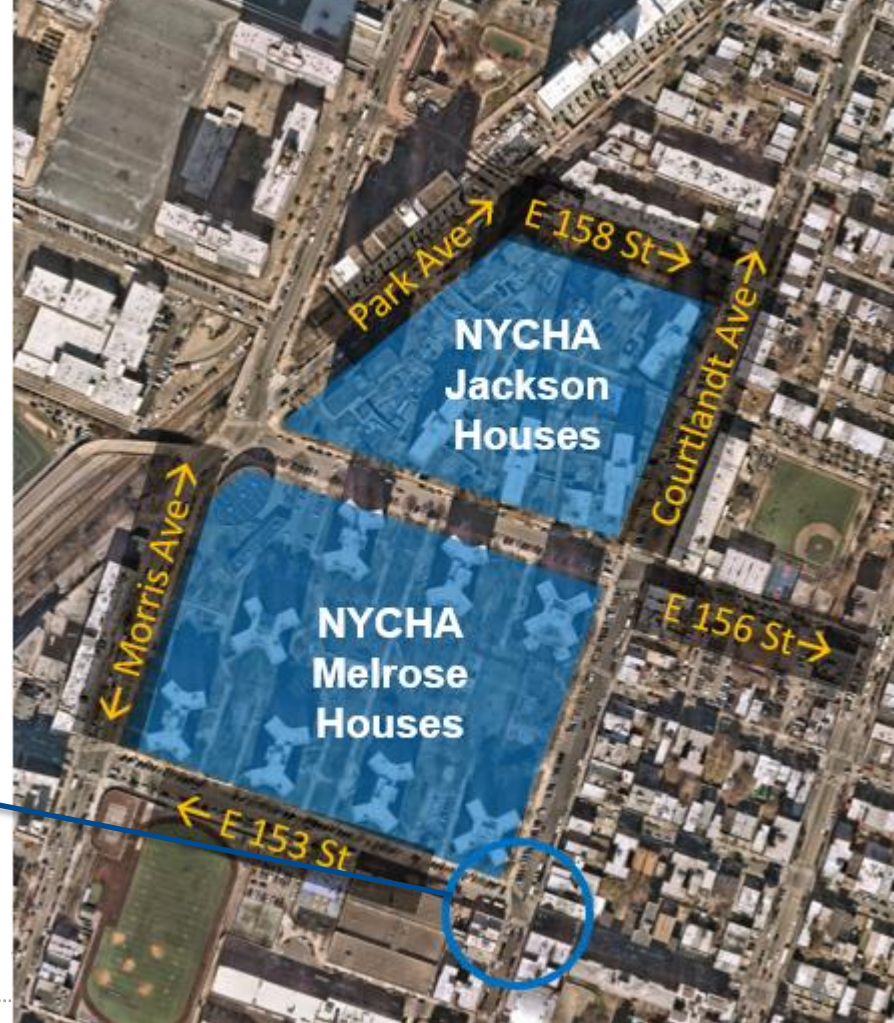 E 158 St→
Park Ave→
NYCHA
Jackson
Houses
Courtlandt Ave→
← Morris Ave→
E 156 St→
NYCHA
Melrose
Houses
← E 153 St